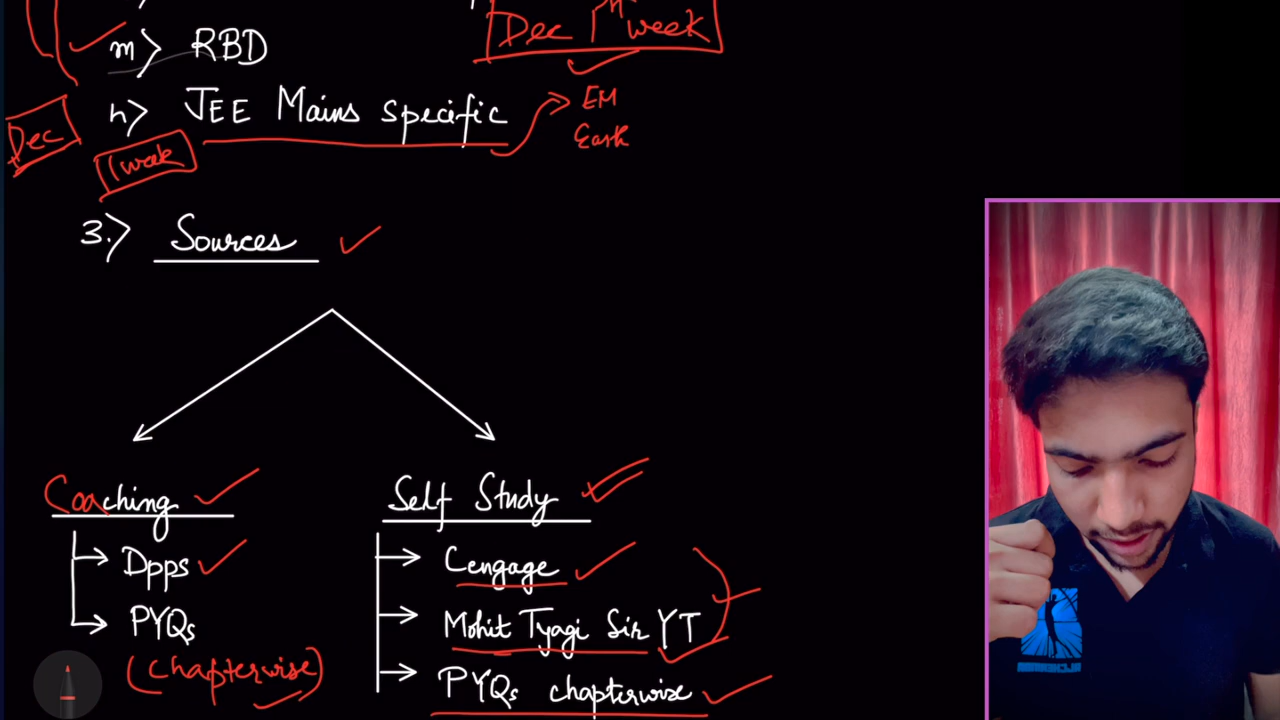 Dec 1st week
m> RBD
n> JEE Mains specific
EM
Earth
Dec
1 week
3.> Sources
Coaching
Dpps
PYQs
(Chapterwise)
Self Study
Cengage
Mohit Tyagi Sir YT
PYQs chapterwise